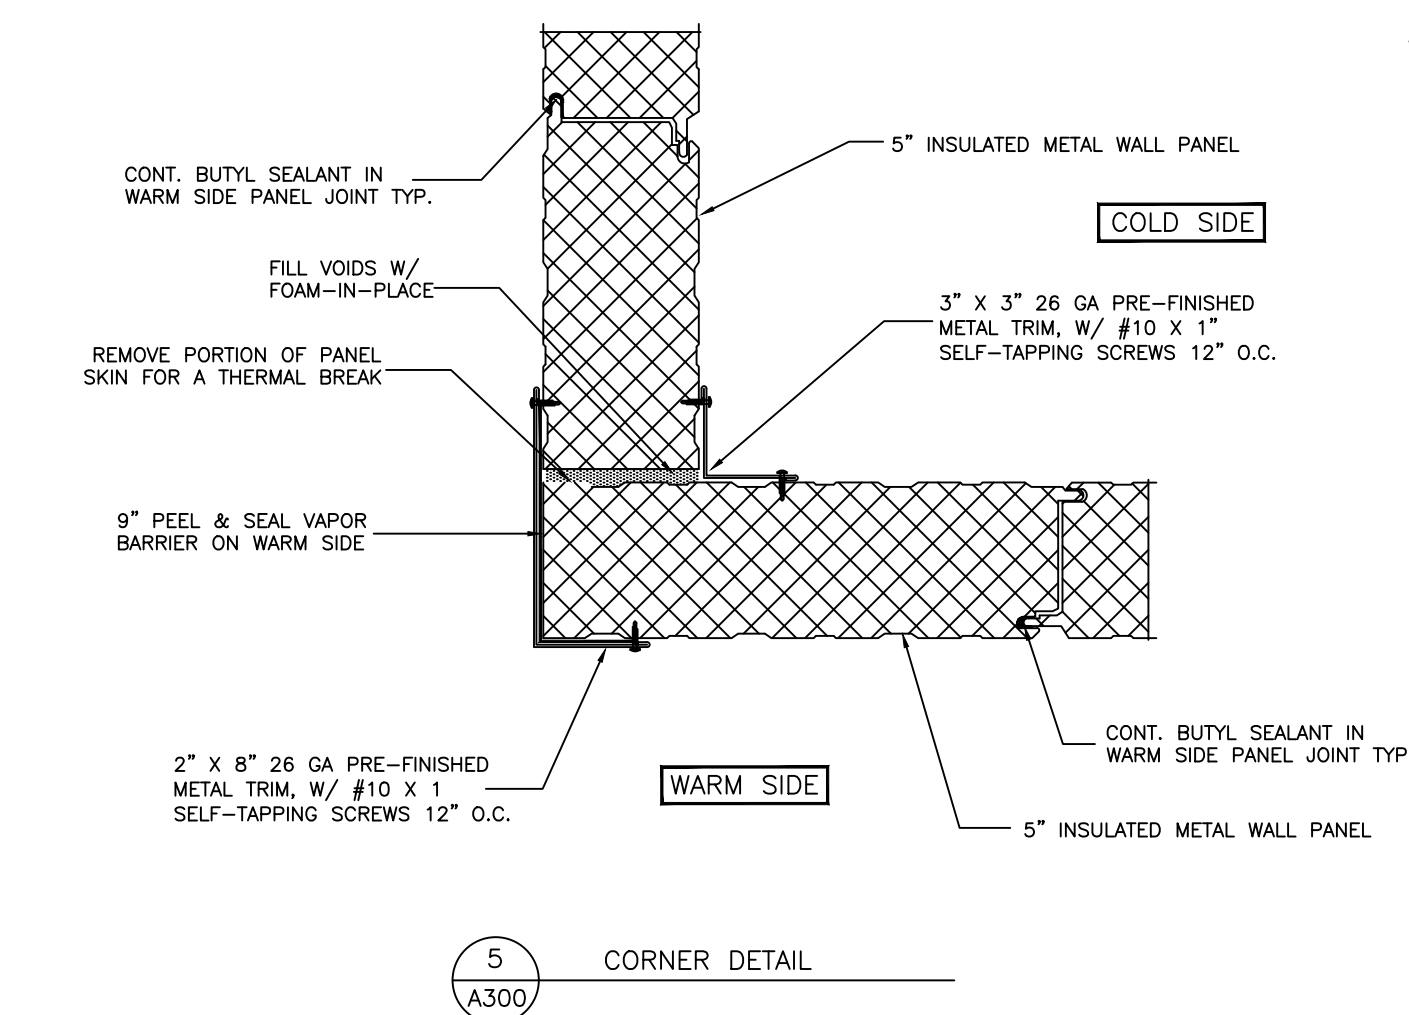 CONT. BUTYL SEALANT IN
WARM SIDE PANEL JOINT TYP.
5” INSULATED METAL WALL PANEL
COLD SIDE
FILL VOIDS W/
FOAM-IN-PLACE
3” X 3” 26 GA PRE-FINISHED
METAL TRIM, W/ #10 X 1”
SELF-TAPPING SCREWS 12” O.C.
REMOVE PORTION OF PANEL
SKIN FOR A THERMAL BREAK
9” PEEL & SEAL VAPOR
BARRIER ON WARM SIDE
2” X 8” 26 GA PRE-FINISHED
METAL TRIM, W/ #10 X 1
SELF-TAPPING SCREWS 12” O.C.
WARM SIDE
CONT. BUTYL SEALANT IN
WARM SIDE PANEL JOINT TYP
5” INSULATED METAL WALL PANEL
5
A300
CORNER DETAIL